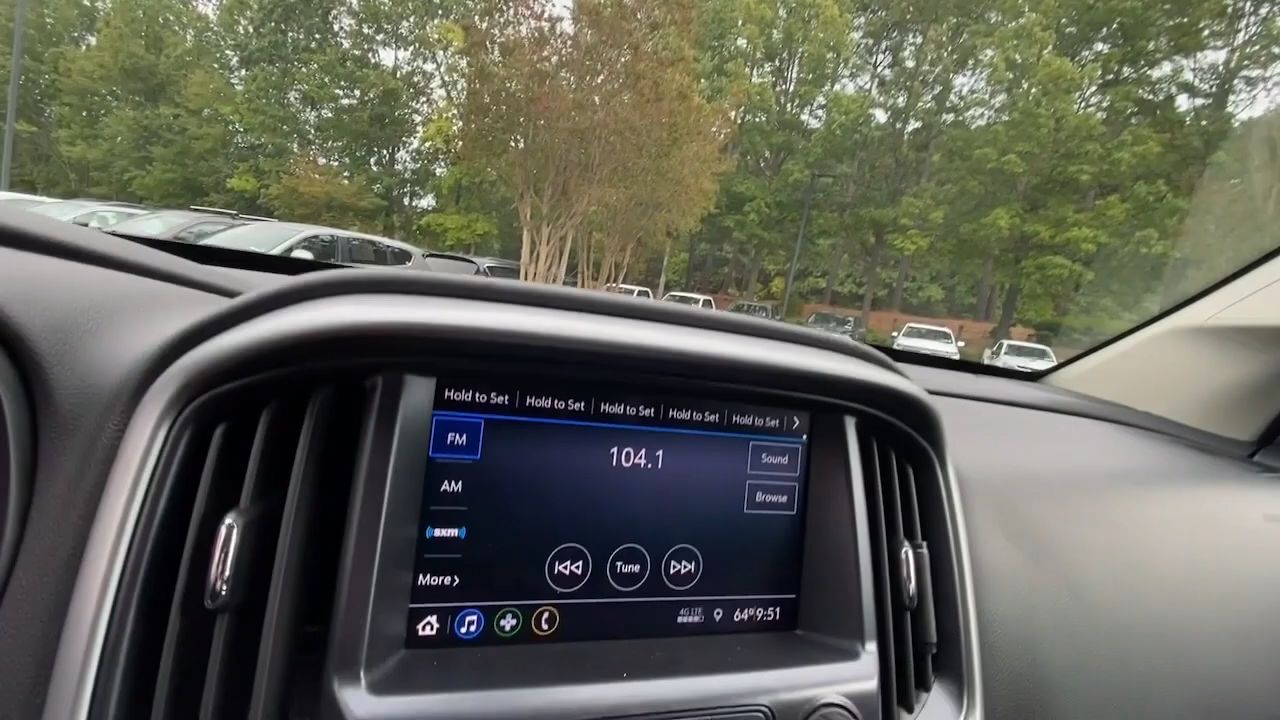 Hold to Set Hold to Set Hold to Set Hold to Set Hold to Set
FM
104.1
Sound
AM
Browse
sxm
Tune
More
4G LTE
64° 9:51